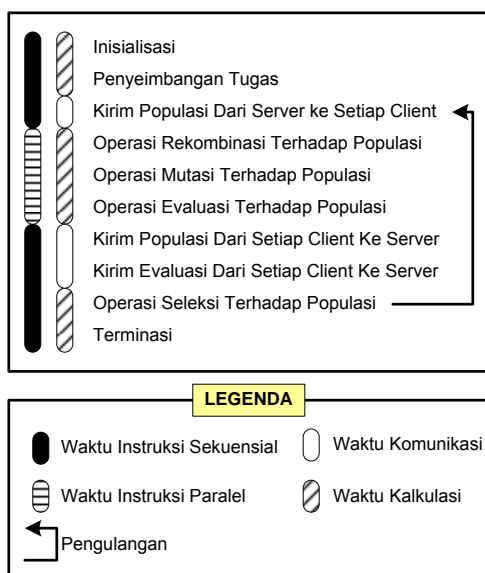 Inisialisasi
Penyeimbangan Tugas
Kirim Populasi Dari Server ke Setiap Client
Operasi Rekombinasi Terhadap Populasi
Operasi Mutasi Terhadap Populasi
Operasi Evaluasi Terhadap Populasi
Kirim Populasi Dari Setiap Client Ke Server
Kirim Evaluasi Dari Setiap Client Ke Server
Operasi Seleksi Terhadap Populasi
Terminasi
LEGENDA
Waktu Instruksi Sekuensial
Waktu Komunikasi
Waktu Instruksi Paralel
Waktu Kalkulasi
Pengulangan